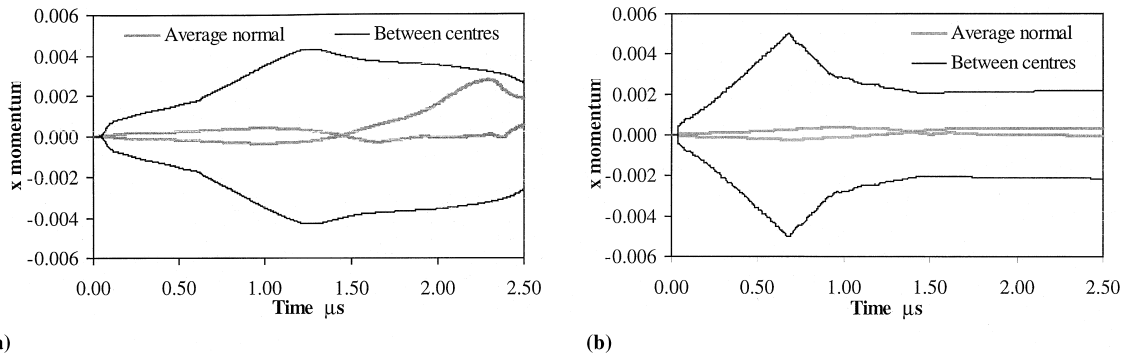 0.006
0.004
0.002
0.000
-0.002
-0.004
-0.006
x momentum
Average normal
Between centres
0.00 0.50 1.00 1.50 2.00 2.50
Time µs
a)
0.006
0.004
0.002
0.000
-0.002
-0.004
-0.006
x momentum
Average normal
Between centres
0.00 0.50 1.00 1.50 2.00 2.50
Time µs
(b)